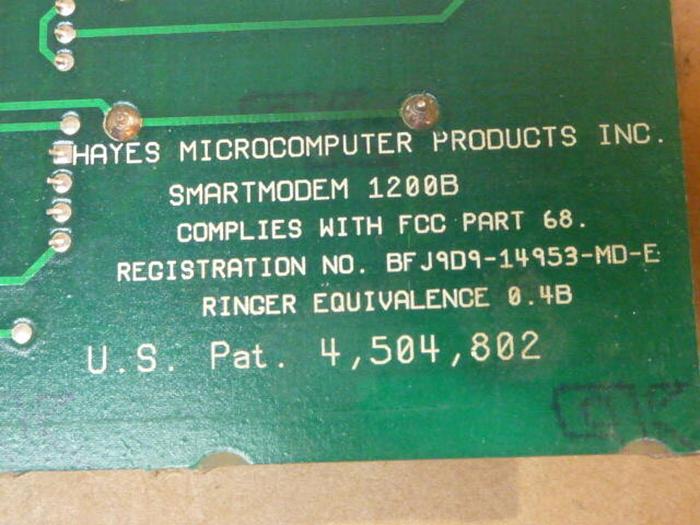 HAYES MICROCOMPUTER PRODUCTS INC.
SMARTMODEM 1200B
COMPLIES WITH FCC PART 68.
REGISTRATION NO. BFJ9D9-14953-MD-E
RINGER EQUIVALENCE 0.4B
U.S. Pat. 4,504,802